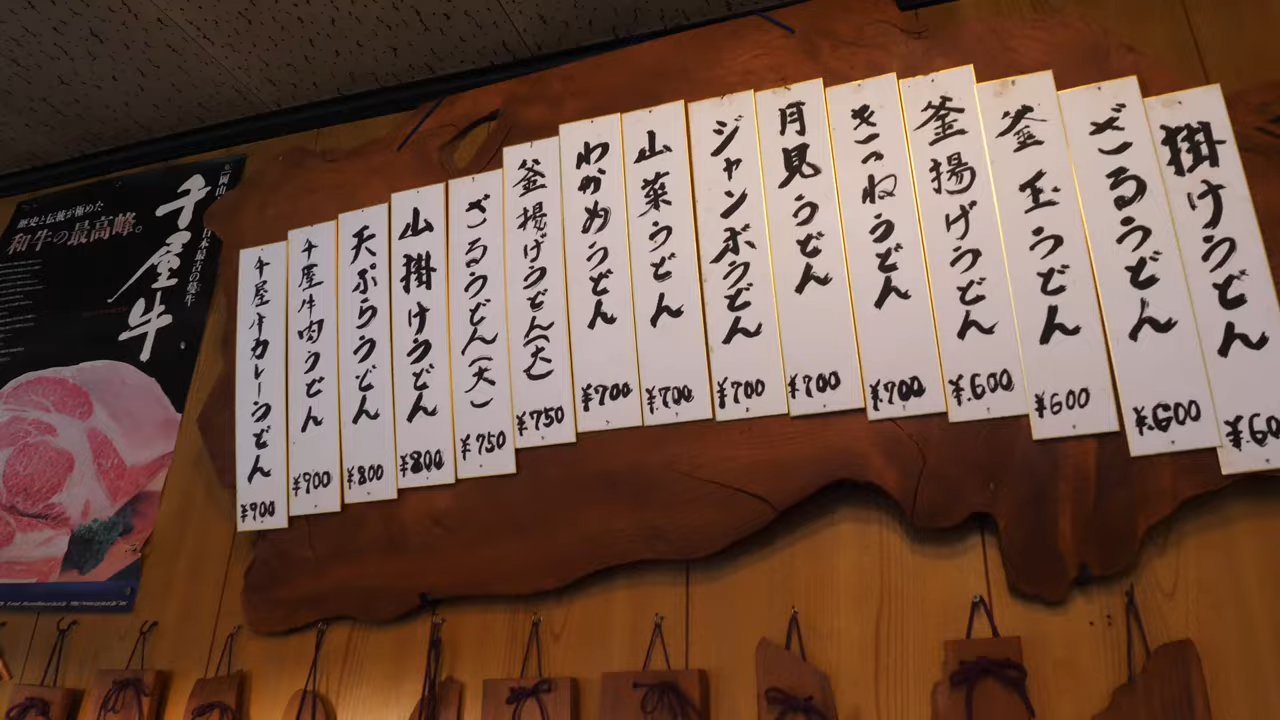 掛けうどん
¥60
ざるうどん
¥600
釜玉うどん
¥600
釜揚げうどん
¥600
きつねうどん
¥700
月見うどん
¥700
ジャンボうどん
¥700
山菜うどん
¥700
わかめうどん
¥700
釜揚げうどん(大)
¥750
ざるうどん(大)
¥750
山掛けうどん
¥800
天ぷらうどん
¥800
千屋牛肉うどん
¥900
千屋牛カレーうどん
¥900
岡山
日本最古の蔓牛
千屋牛
歴史と伝統が極めた
和牛の最高峰。